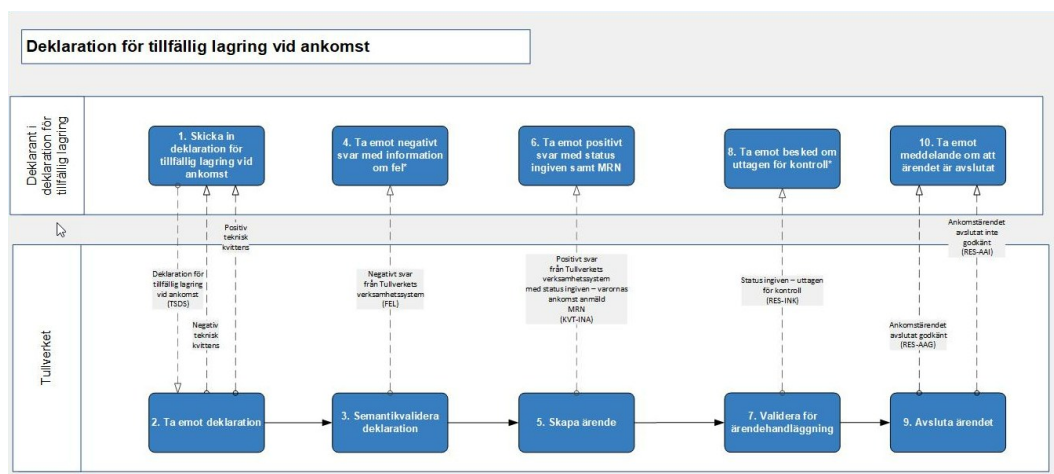 Deklaration för tillfällig lagring vid ankomst
Deklarant i
deklaration för
tillfällig lagring
1. Skicka in
deklaration för
tillfällig lagring vid
ankomst
4. Ta emot negativt
svar med information
om fel*
6. Ta emot positivt
svar med status
ingiven samt MRN
8. Ta emot besked om
uttagen för kontroll*
10. Ta emot
meddelande om att
ärendet är avslutat
Positiv
teknisk
kvittens
Deklaration för
tillfällig lagring
vid ankomst
(TSDS)
Negativ
teknisk
kvittens
Negativt svar
från Tullverkets
verksamhetssystem
(FEL)
Positivt svar
från Tullverkets
verksamhetssystem
med status ingiven – varornas
ankomst anmäld
MRN
(KVT-INA)
Status ingiven – uttagen
för kontroll
(RES-INK)
Ankomstärendet
avslutat inte
godkänt
(RES-AAI)
Ankomstärendet
avslutat godkänt
(RES-AAG)
Tullverket
2. Ta emot deklaration
3. Semantikvalidera
deklaration
5. Skapa ärende
7. Validera för
ärendehandläggning
9. Avsluta ärendet